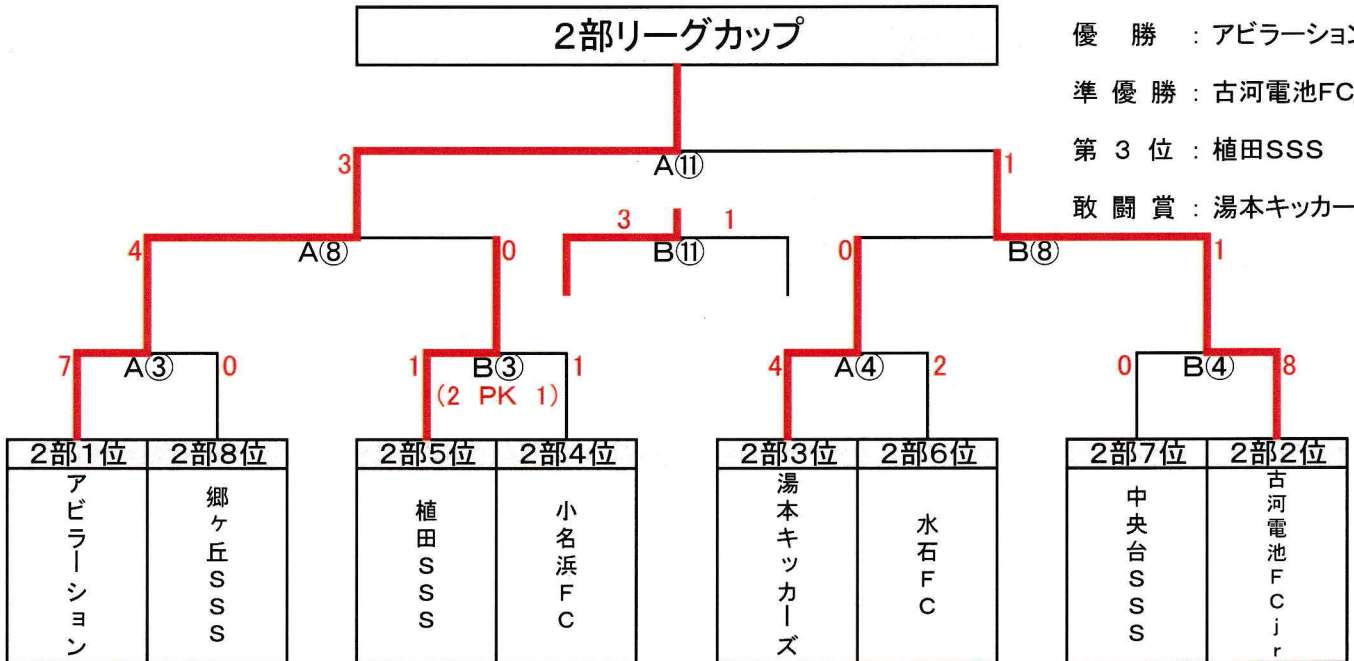 2部リーグカップ
優勝：アビラーション
準優勝：古河電池FC
第3位：植田SSS
敢闘賞：湯本キッカー
3 A⑪ 1
3 1
4 A⑧ 0 B⑪ 0 B⑧ 1
7 A③ 0 1 B③ 1 4 A④ 2 0 B④ 8
(2 PK 1)
2部1位 2部8位 2部5位 2部4位 2部3位 2部6位 2部7位 2部2位
アビラーション
郷ヶ丘SSS
植田SSS
小名浜FC
湯本キッカーズ
水石FC
中央台SSS
古河電池FCjr